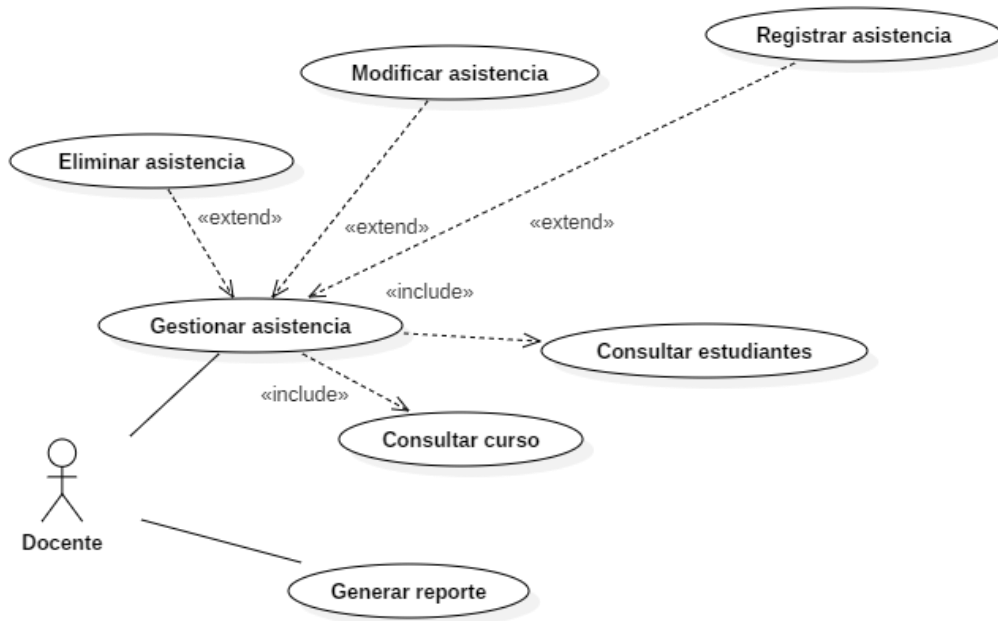 Registrar asistencia
Modificar asistencia
Eliminar asistencia
«extend»
«extend»
«extend»
«include»
Gestionar asistencia
Consultar estudiantes
«include»
Consultar curso
Docente
Generar reporte